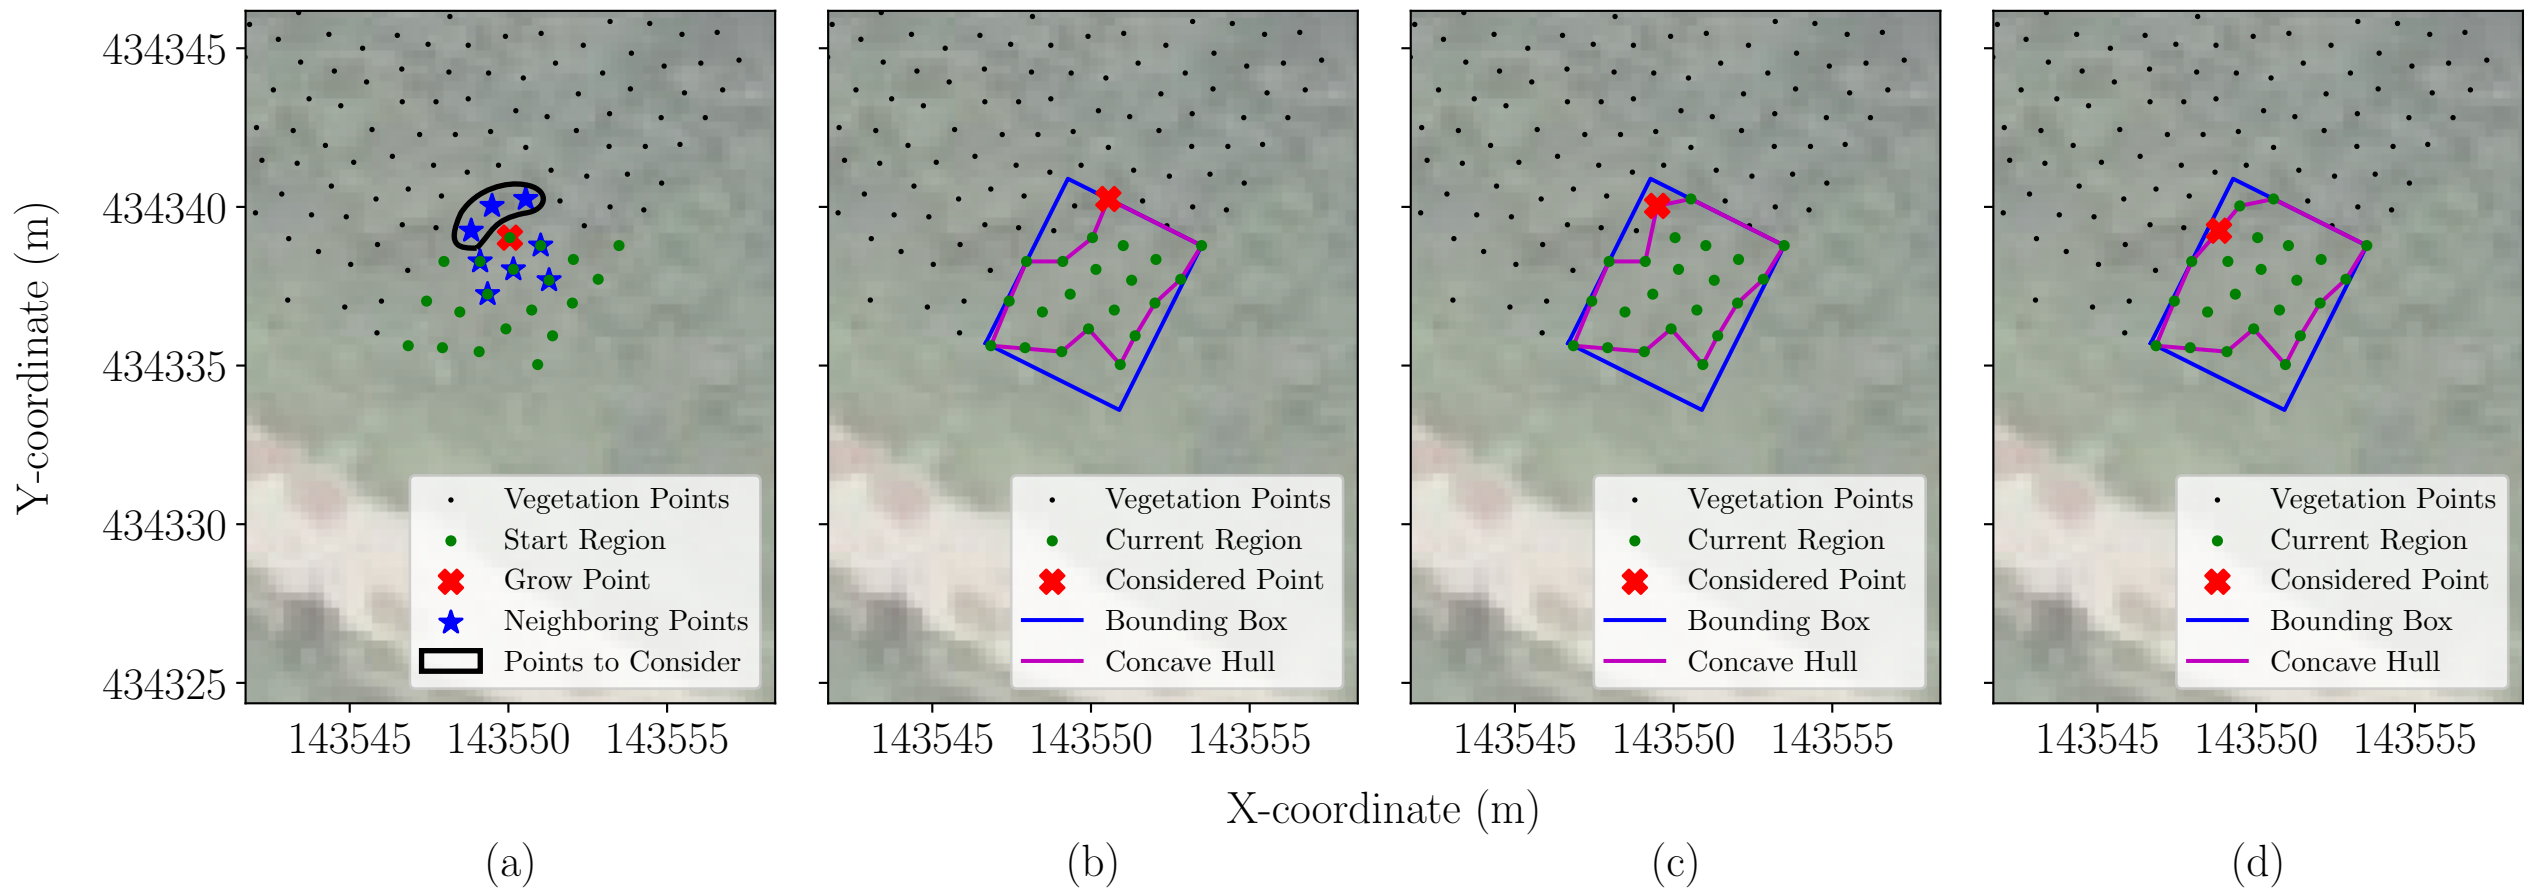 Y-coordinate (m)
434345
434340
434335
434330
434325
Vegetation Points
Start Region
Grow Point
Neighboring Points
Points to Consider
143545 143550 143555
Vegetation Points
Current Region
Considered Point
Bounding Box
Concave Hull
143545 143550 143555
Vegetation Points
Current Region
Considered Point
Bounding Box
Concave Hull
143545 143550 143555
Vegetation Points
Current Region
Considered Point
Bounding Box
Concave Hull
143545 143550 143555
X-coordinate (m)
(a) (b) (c) (d)